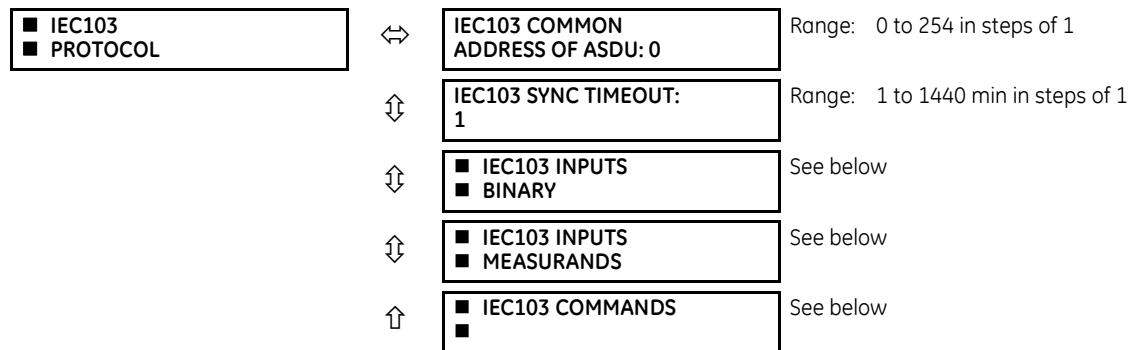 ■ IEC103
■ PROTOCOL
IEC103 COMMON
ADDRESS OF ASDU: 0
Range: 0 to 254 in steps of 1
IEC103 SYNC TIMEOUT:
1
Range: 1 to 1440 min in steps of 1
■ IEC103 INPUTS
■ BINARY
See below
■ IEC103 INPUTS
■ MEASURANDS
See below
■ IEC103 COMMANDS
■
See below